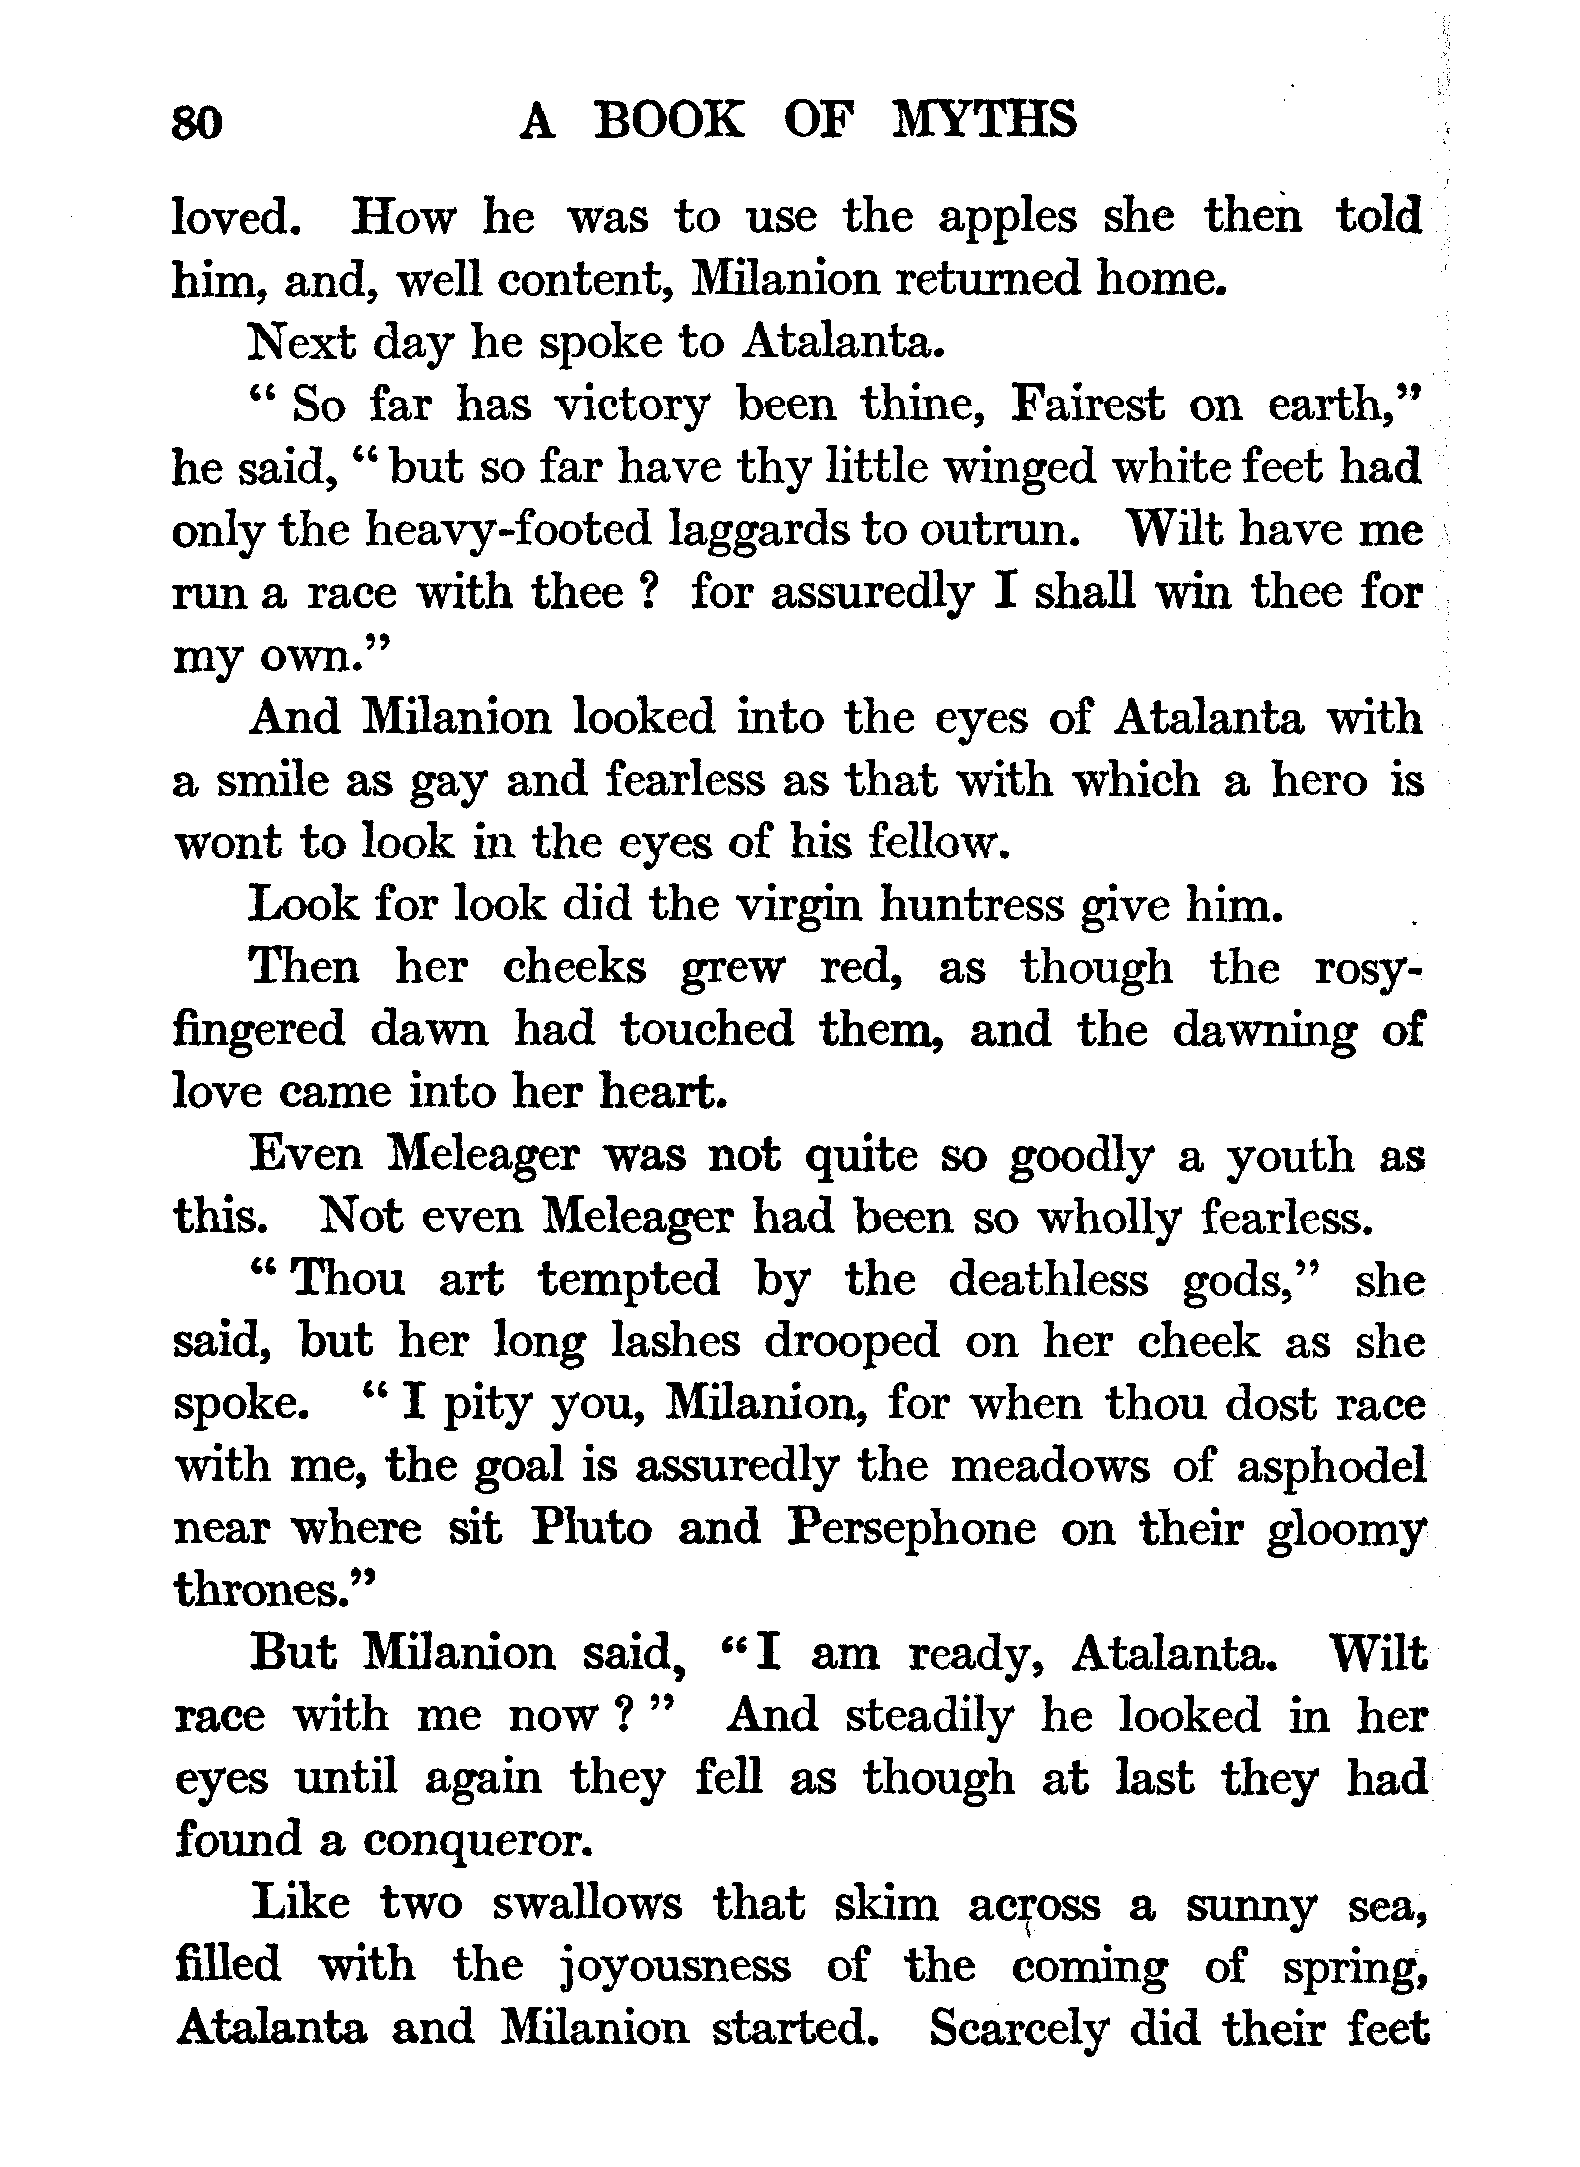 80 A BOOK OF MYTHS
loved. How he was to use the apples she then told
him, and, well content, Milanion returned home.
Next day he spoke to Atalanta.
“ So far has victory been thine, Fairest on earth,”
he said, “ but so far have thy little winged white feet had
only the heavy-footed laggards to outrun. Wilt have me
run a race with thee ? for assuredly I shall win thee for
my own.”
And Milanion looked into the eyes of Atalanta with
a smile as gay and fearless as that with which a hero is
wont to look in the eyes of his fellow.
Look for look did the virgin huntress give him.
Then her cheeks grew red, as though the rosy-
fingered dawn had touched them, and the dawning of
love came into her heart.
Even Meleager was not quite so goodly a youth as
this. Not even Meleager had been so wholly fearless.
“ Thou art tempted by the deathless gods,” she
said, but her long lashes drooped on her cheek as she
spoke. “ I pity you, Milanion, for when thou dost race
with me, the goal is assuredly the meadows of asphodel
near where sit Pluto and Persephone on their gloomy
thrones.”
But Milanion said, “ I am ready, Atalanta. Wilt
race with me now ? ” And steadily he looked in her
eyes until again they fell as though at last they had
found a conqueror.
Like two swallows that skim across a sunny sea,
filled with the joyousness of the coming of spring,
Atalanta and Milanion started. Scarcely did their feet